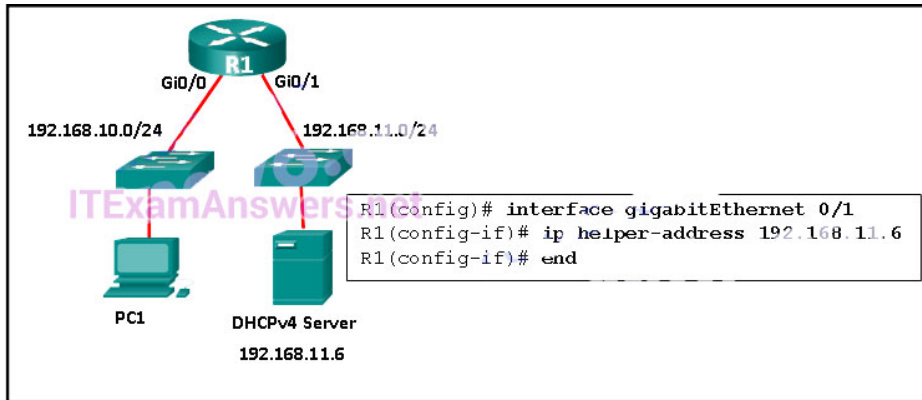 R1
Gi0/0
Gi0/1
192.168.10.0/24
192.168.11.0/24
ITExamAnswers.net
R1(config)# interface gigabitEthernet 0/1
R1(config-if)# ip helper-address 192.168.11.6
R1(config-if)# end
PC1
DHCPv4 Server
192.168.11.6